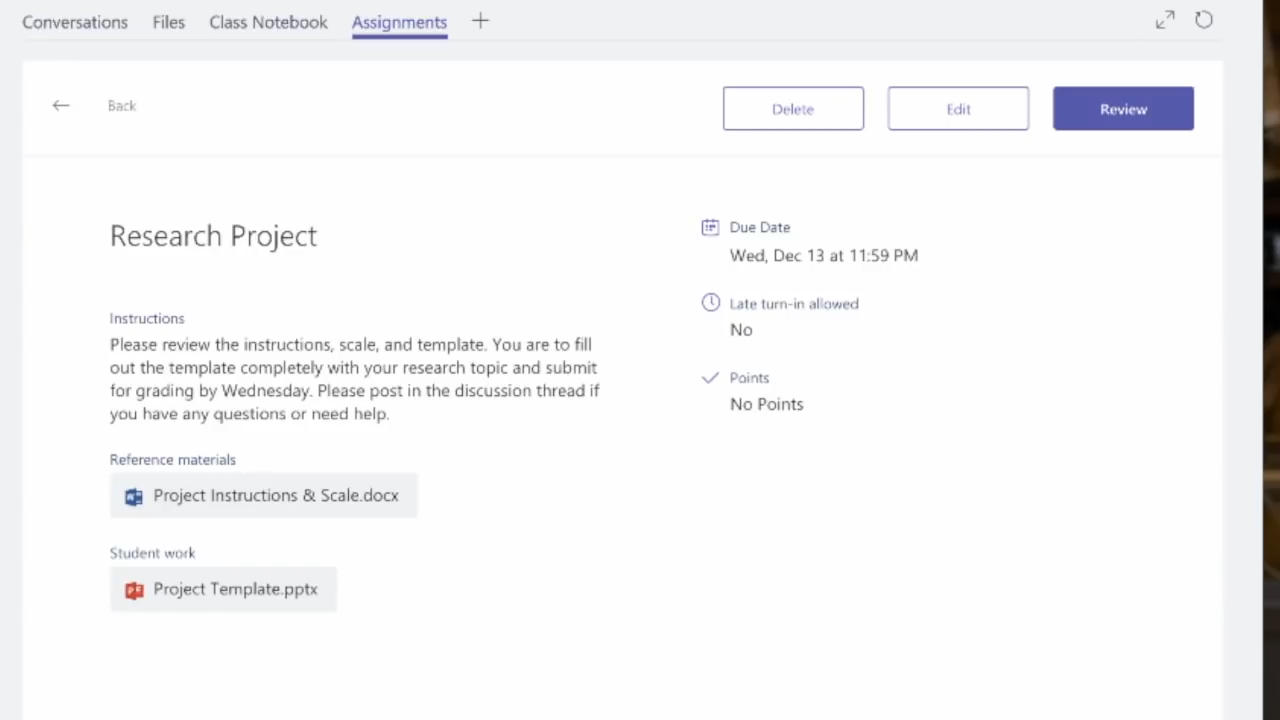 Conversations Files Class Notebook Assignments +
Back
Delete Edit Review
Research Project
Instructions
Please review the instructions, scale, and template. You are to fill
out the template completely with your research topic and submit
for grading by Wednesday. Please post in the discussion thread if
you have any questions or need help.
Reference materials
Project Instructions & Scale.docx
Student work
Project Template.pptx
Due Date
Wed, Dec 13 at 11:59 PM
Late turn-in allowed
No
Points
No Points